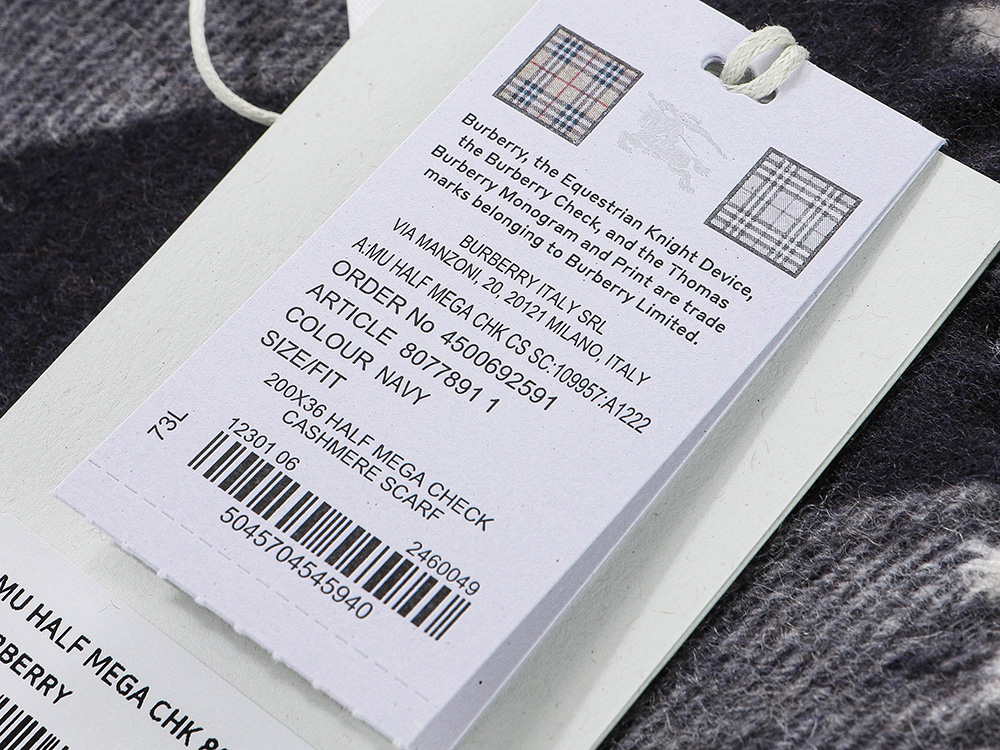 Burberry, the Equestrian Knight Device,
the Burberry Check, and the Thomas
Burberry Monogram and Print are trade
marks belonging to Burberry Limited.
BURBERRY ITALY SRL
VIA MANZONI, 20, 20121 MILANO, ITALY
A:MU HALF MEGA CHK CS SC:109957:A1222
ORDER No 4500692591
ARTICLE 8077891 1
COLOUR NAVY
SIZE/FIT
200X36 HALF MEGA CHECK
CASHMERE SCARF
73L
12301 06
2460049
5045704545940
MU HALF MEGA CHK